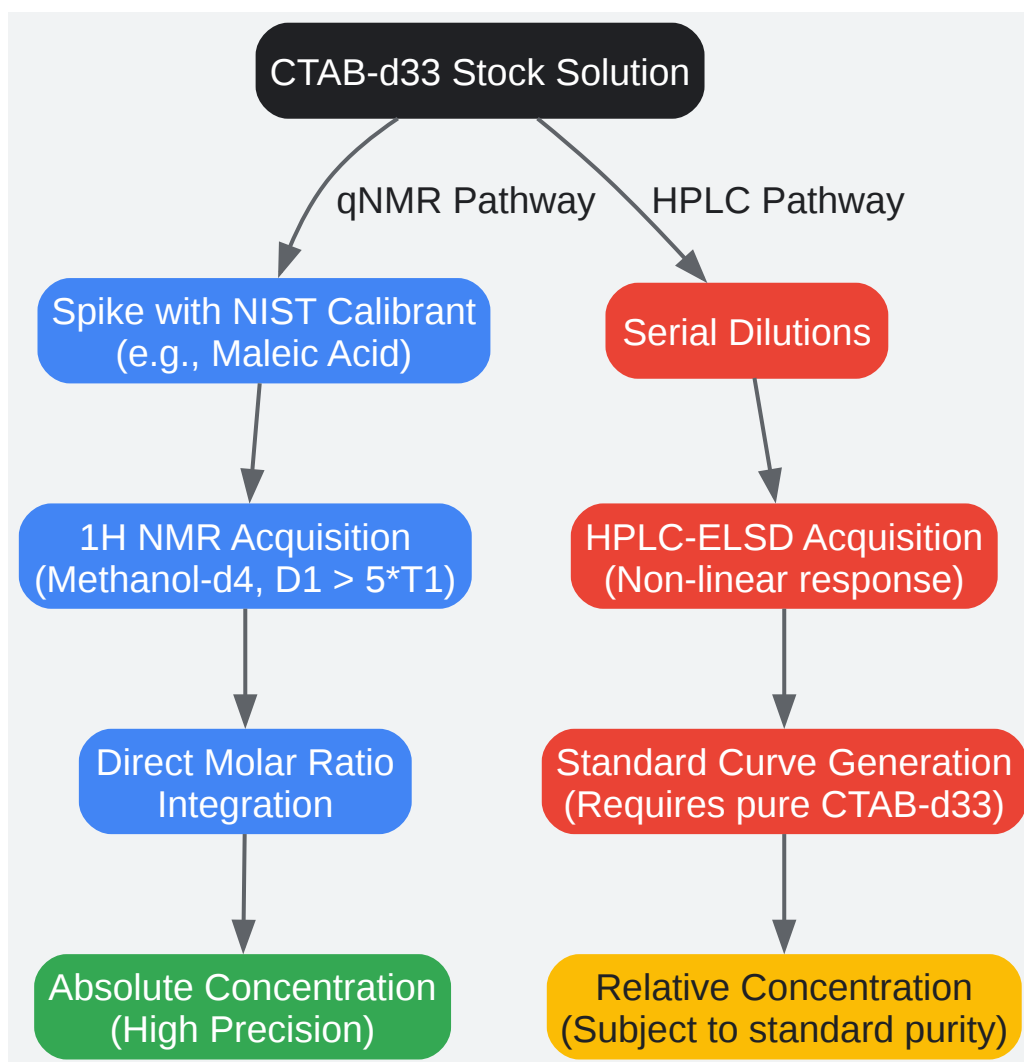 CTAB-d33 Stock Solution
qNMR Pathway
HPLC Pathway
Spike with NIST Calibrant
(e.g., Maleic Acid)
Serial Dilutions
1H NMR Acquisition
(Methanol-d4, D1 > 5*T1)
HPLC-ELSD Acquisition
(Non-linear response)
Direct Molar Ratio
Integration
Standard Curve Generation
(Requires pure CTAB-d33)
Absolute Concentration
(High Precision)
Relative Concentration
(Subject to standard purity)